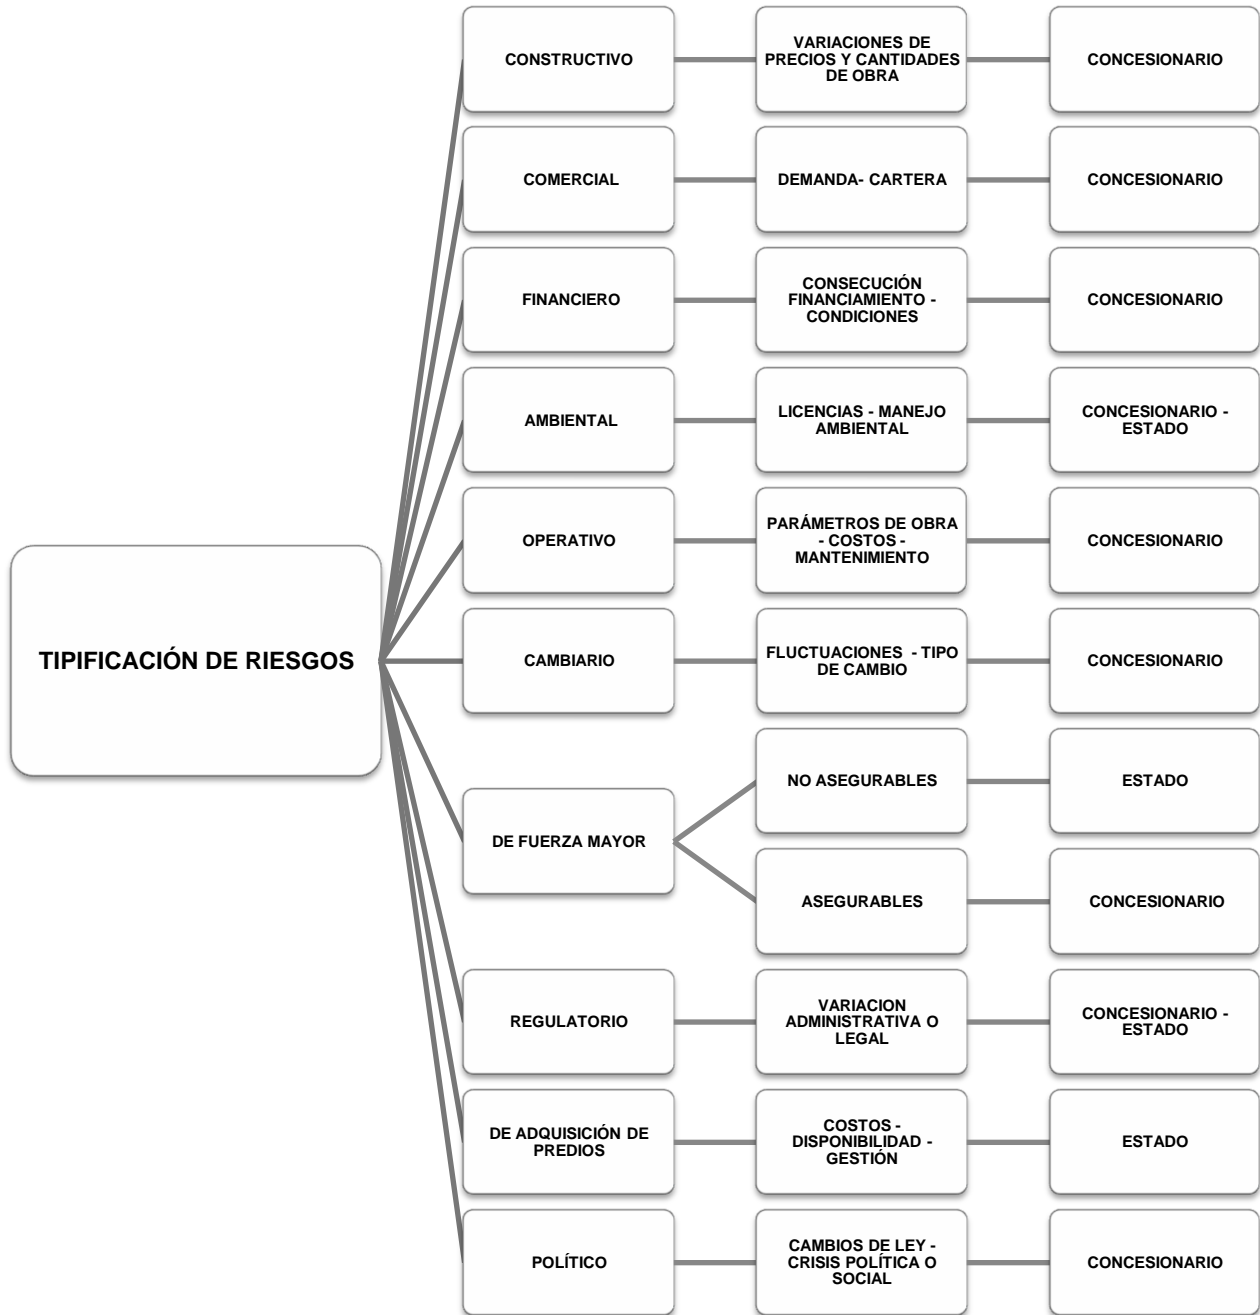 CONSTRUCTIVO
VARIACIONES DE
PRECIOS Y CANTIDADES
DE OBRA
CONCESIONARIO
COMERCIAL
DEMANDA- CARTERA
CONCESIONARIO
FINANCIERO
CONSECUCIÓN
FINANCIAMIENTO -
CONDICIONES
CONCESIONARIO
AMBIENTAL
LICENCIAS - MANEJO
AMBIENTAL
CONCESIONARIO -
ESTADO
OPERATIVO
PARÁMETROS DE OBRA
- COSTOS -
MANTENIMIENTO
CONCESIONARIO
TIPIFICACIÓN DE RIESGOS
CAMBIARIO
FLUCTUACIONES - TIPO
DE CAMBIO
CONCESIONARIO
DE FUERZA MAYOR
NO ASEGURABLES
ESTADO
ASEGURABLES
CONCESIONARIO
REGULATORIO
VARIACION
ADMINISTRATIVA O
LEGAL
CONCESIONARIO -
ESTADO
DE ADQUISICIÓN DE
PREDIOS
COSTOS -
DISPONIBILIDAD -
GESTIÓN
ESTADO
POLÍTICO
CAMBIOS DE LEY -
CRISIS POLÍTICA O
SOCIAL
CONCESIONARIO